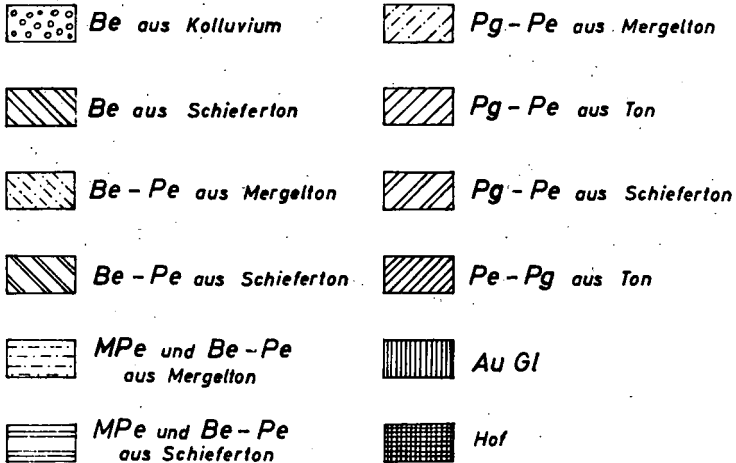 Be aus Kolluvium
Be aus Schieferton
Be - Pe aus Mergelton
Be - Pe aus Schieferton
MPe und Be - Pe
aus Mergelton
MPe und Be - Pe
aus Schieferton
Pg - Pe aus Mergelton
Pg - Pe aus Ton
Pg - Pe aus Schieferton
Pe - Pg aus Ton
Au Gl
Hof